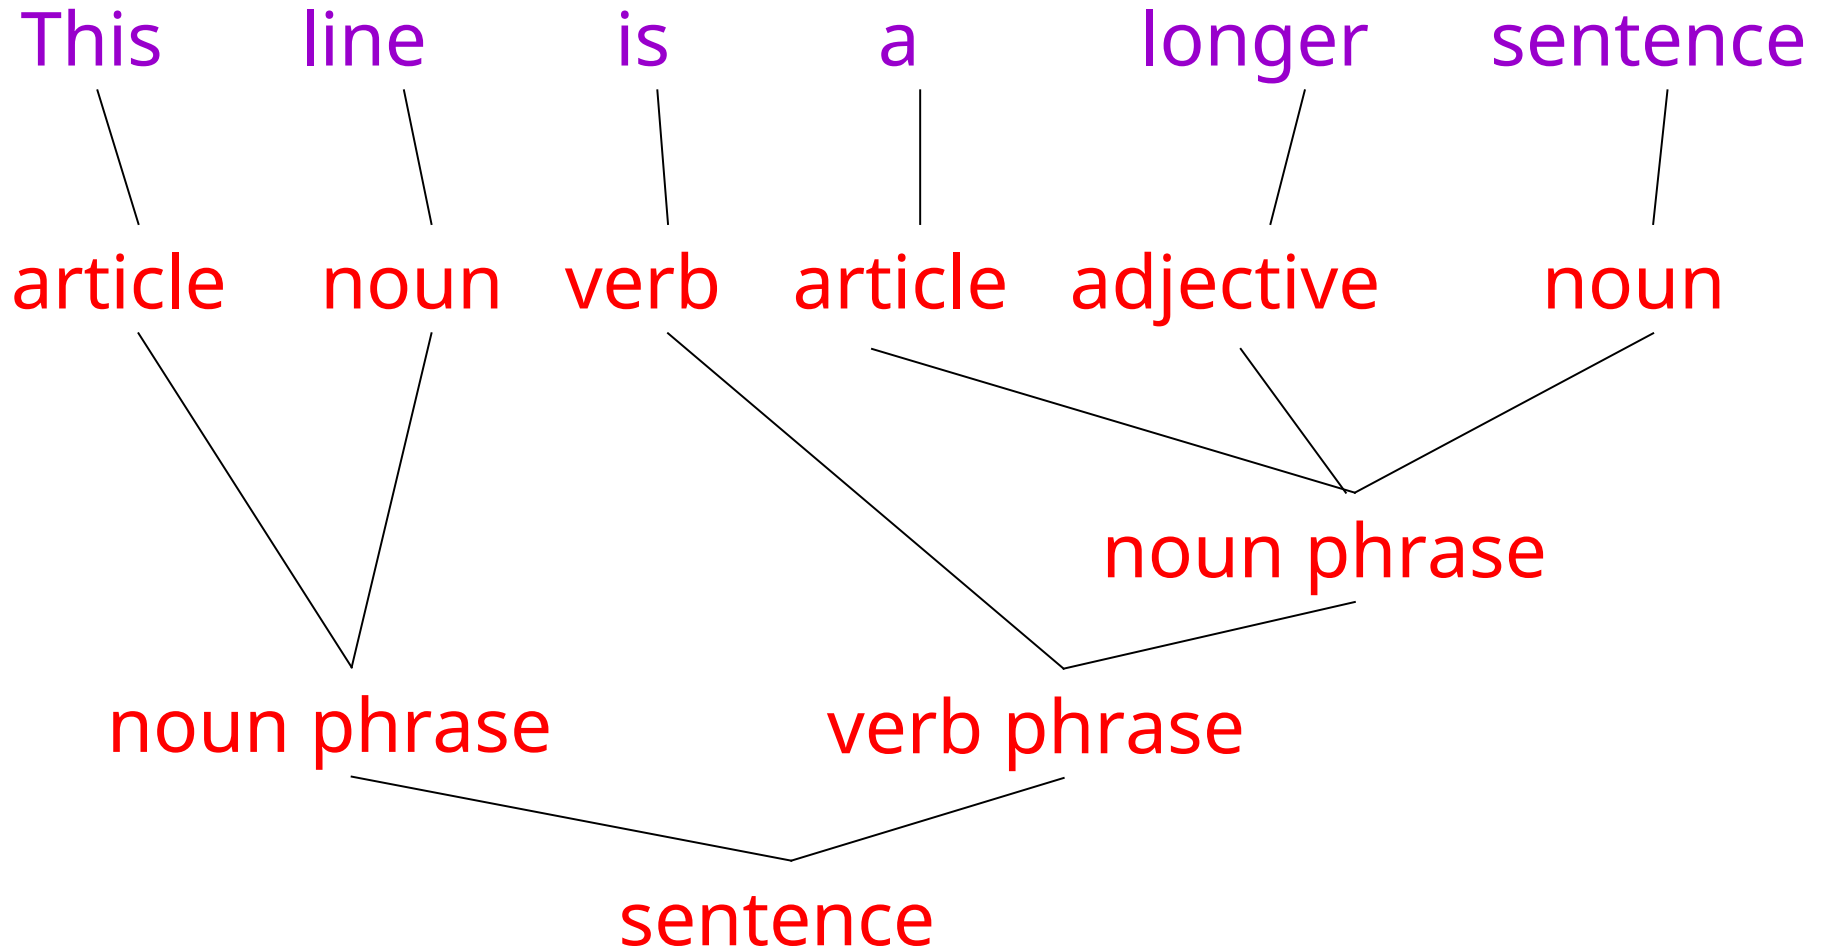 This line is a longer sentence
article noun verb article adjective noun
noun phrase
noun phrase verb phrase
sentence